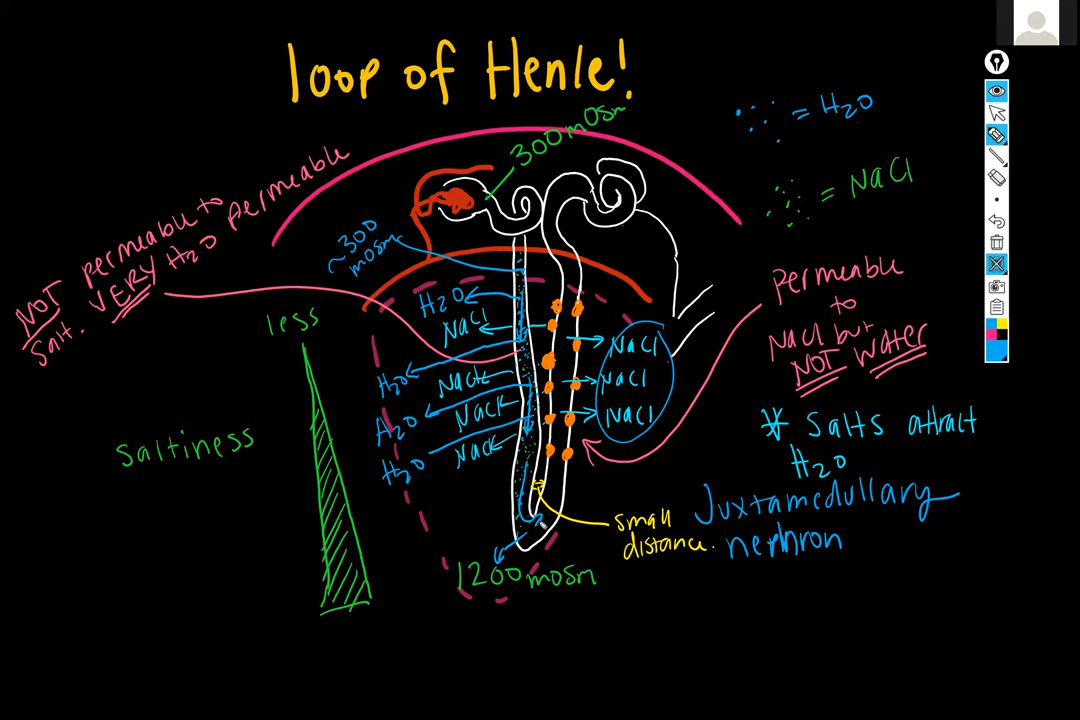 loop of Henle!
300 mOsm
= H2O
= NaCl
NOT permeable to
Salt. VERY H2O permeable
~300
mOsm
less
Saltiness
H2O
NaCl
H2O
NaCl
H2O
NaCl
H2O
NaCl
NaCl
NaCl
NaCl
permeable
to
NaCl but
NOT Water
* Salts attract
H2O
Juxtamedullary
nephron
small
distance.
1200 mOsm